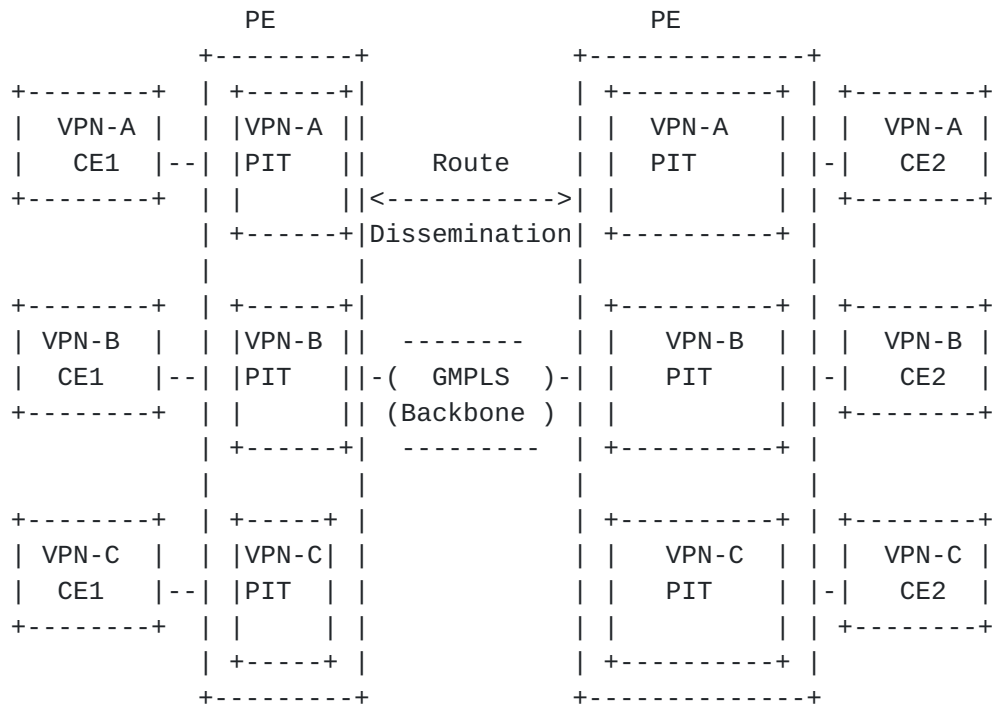 PE PE
VPN-A VPN-A VPN-A VPN-A
CE1 PIT Route PIT CE2
Dissemination
VPN-B VPN-B VPN-B VPN-B
CE1 PIT GMPLS PIT CE2
Backbone
VPN-C VPN-C VPN-C VPN-C
CE1 PIT PIT CE2